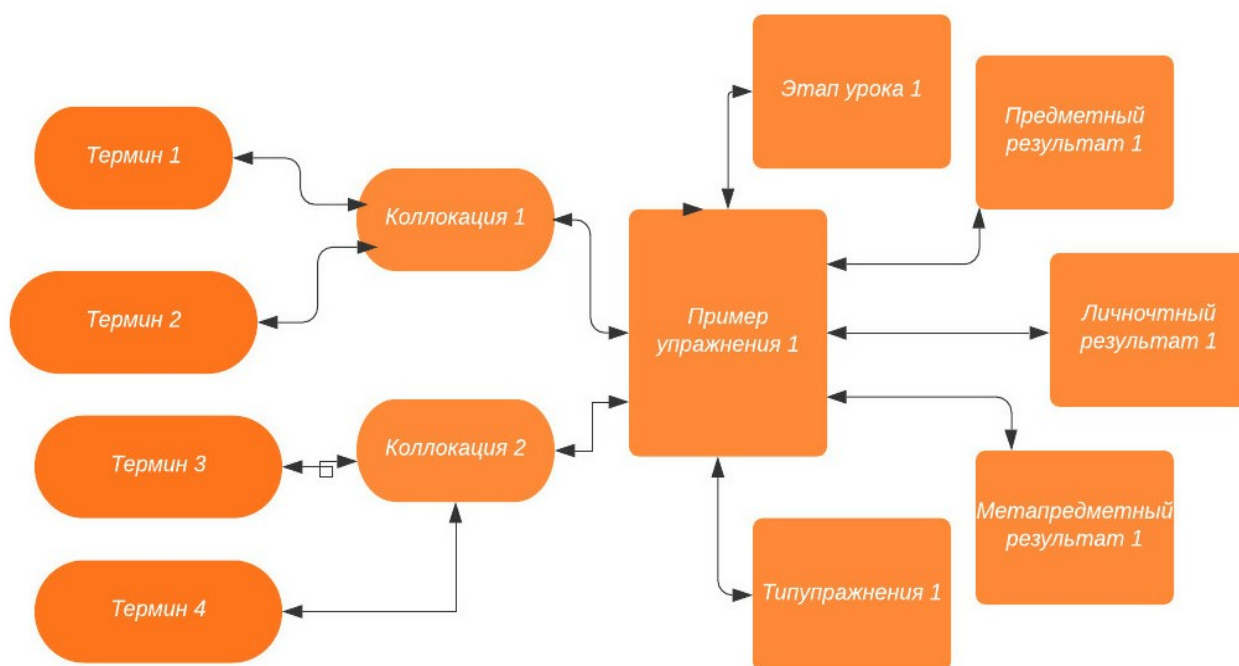 Термин 1
Термин 2
Термин 3
Термин 4
Коллокация 1
Коллокация 2
Пример
упражнения 1
Этап урока 1
Предметный
результат 1
Личночтный
результат 1
Метапредметный
результат 1
Типупражнения 1